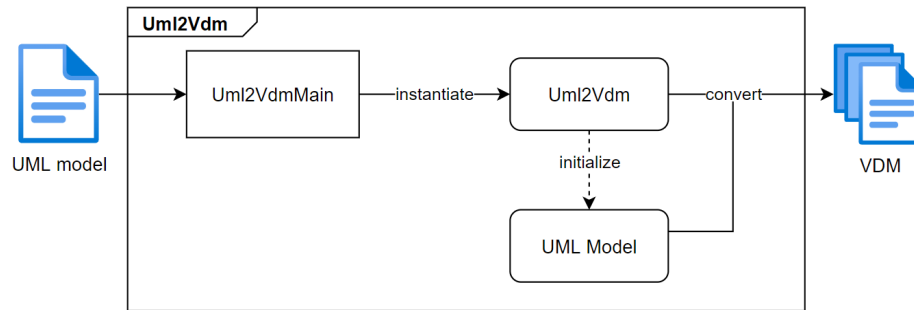 Uml2Vdm
Uml2VdmMain
instantiate
Uml2Vdm
convert
UML model
VDM
initialize
UML Model